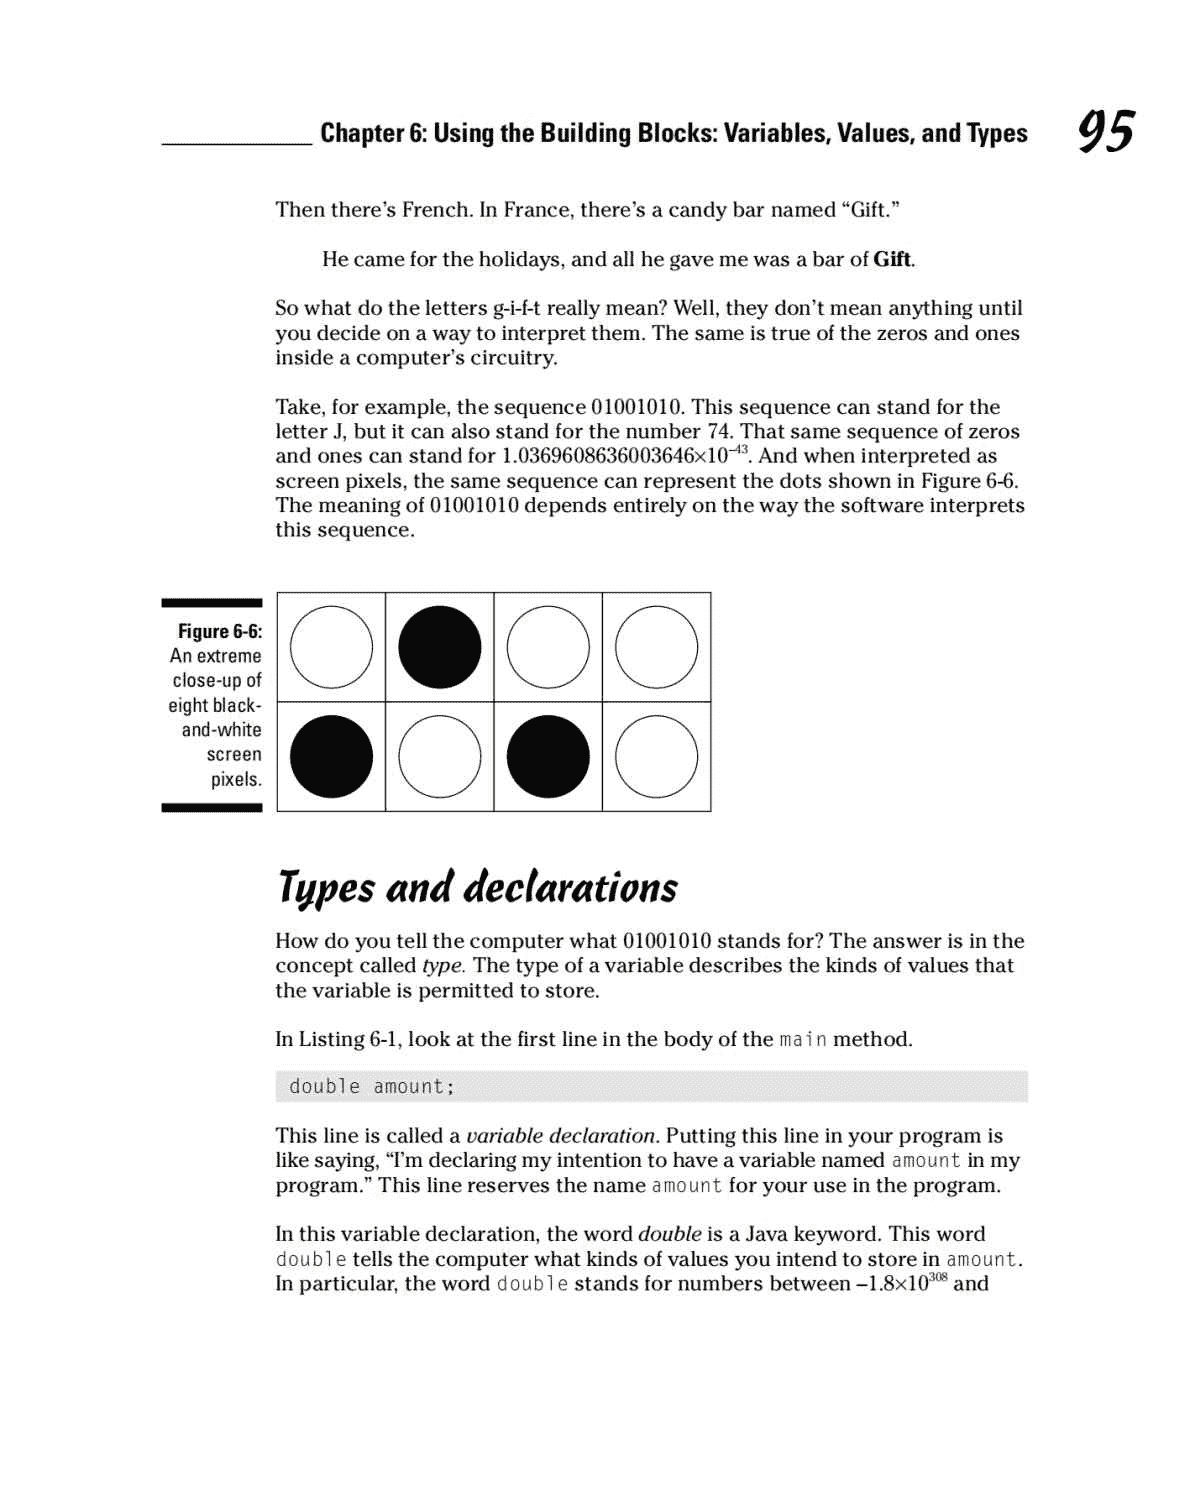 Chapter 6: Using the Building Blocks: Variables, Values, and Types 95
Then there’s French. In France, there’s a candy bar named “Gift.”
He came for the holidays, and all he gave me was a bar of Gift.
So what do the letters g-i-f-t really mean? Well, they don’t mean anything until
you decide on a way to interpret them. The same is true of the zeros and ones
inside a computer’s circuitry.
Take, for example, the sequence 01001010. This sequence can stand for the
letter J, but it can also stand for the number 74. That same sequence of zeros
and ones can stand for 1.0369608636003646×10⁻⁴³. And when interpreted as
screen pixels, the same sequence can represent the dots shown in Figure 6-6.
The meaning of 01001010 depends entirely on the way the software interprets
this sequence.
Figure 6-6:
An extreme
close-up of
eight black-
and-white
screen
pixels.
Types and declarations
How do you tell the computer what 01001010 stands for? The answer is in the
concept called type. The type of a variable describes the kinds of values that
the variable is permitted to store.
In Listing 6-1, look at the first line in the body of the main method.
double amount;
This line is called a variable declaration. Putting this line in your program is
like saying, “I’m declaring my intention to have a variable named amount in my
program.” This line reserves the name amount for your use in the program.
In this variable declaration, the word double is a Java keyword. This word
double tells the computer what kinds of values you intend to store in amount.
In particular, the word double stands for numbers between –1.8×10³⁰⁸ and